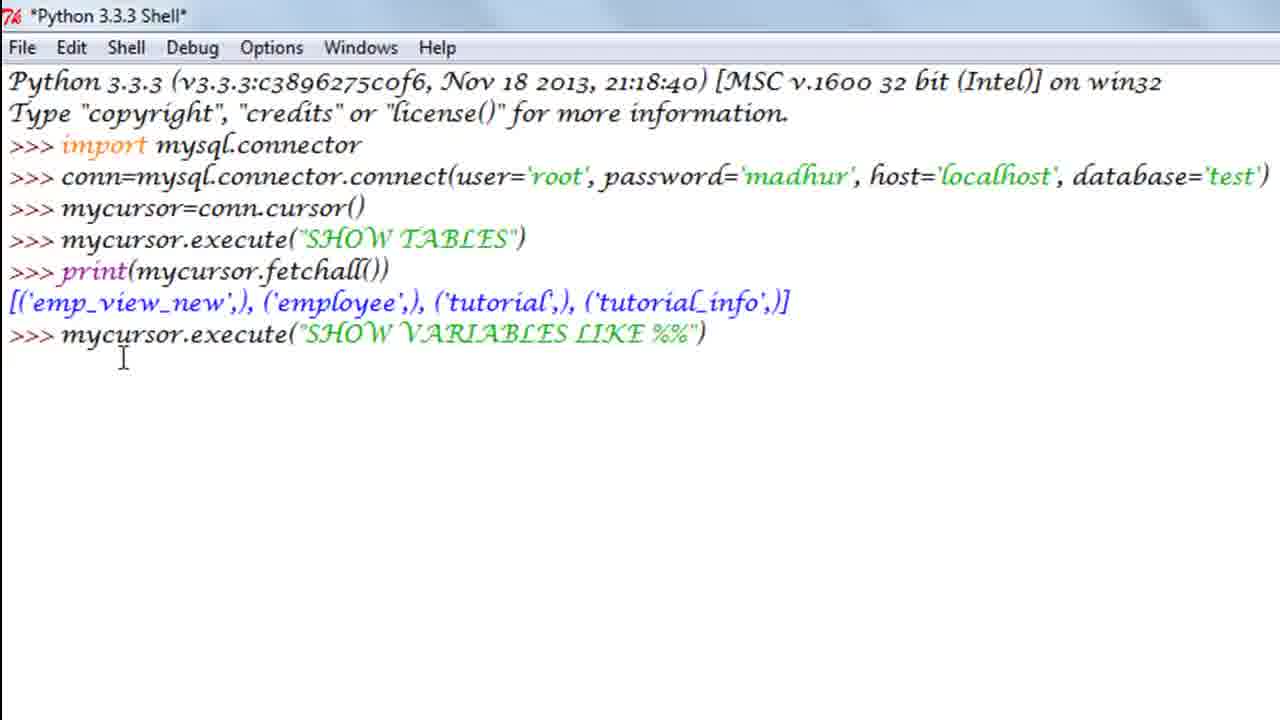 *Python 3.3.3 Shell*
File Edit Shell Debug Options Windows Help
Python 3.3.3 (v3.3.3:c3896275c0f6, Nov 18 2013, 21:18:40) [MSC v.1600 32 bit (Intel)] on win32
Type "copyright", "credits" or "license()" for more information.
>>> import mysql.connector
>>> conn=mysql.connector.connect(user='root', password='madhur', host='localhost', database='test')
>>> mycursor=conn.cursor()
>>> mycursor.execute("SHOW TABLES")
>>> print(mycursor.fetchall())
[('emp_view_new',), ('employee',), ('tutorial',), ('tutorial_info',)]
>>> mycursor.execute("SHOW VARIABLES LIKE %%")